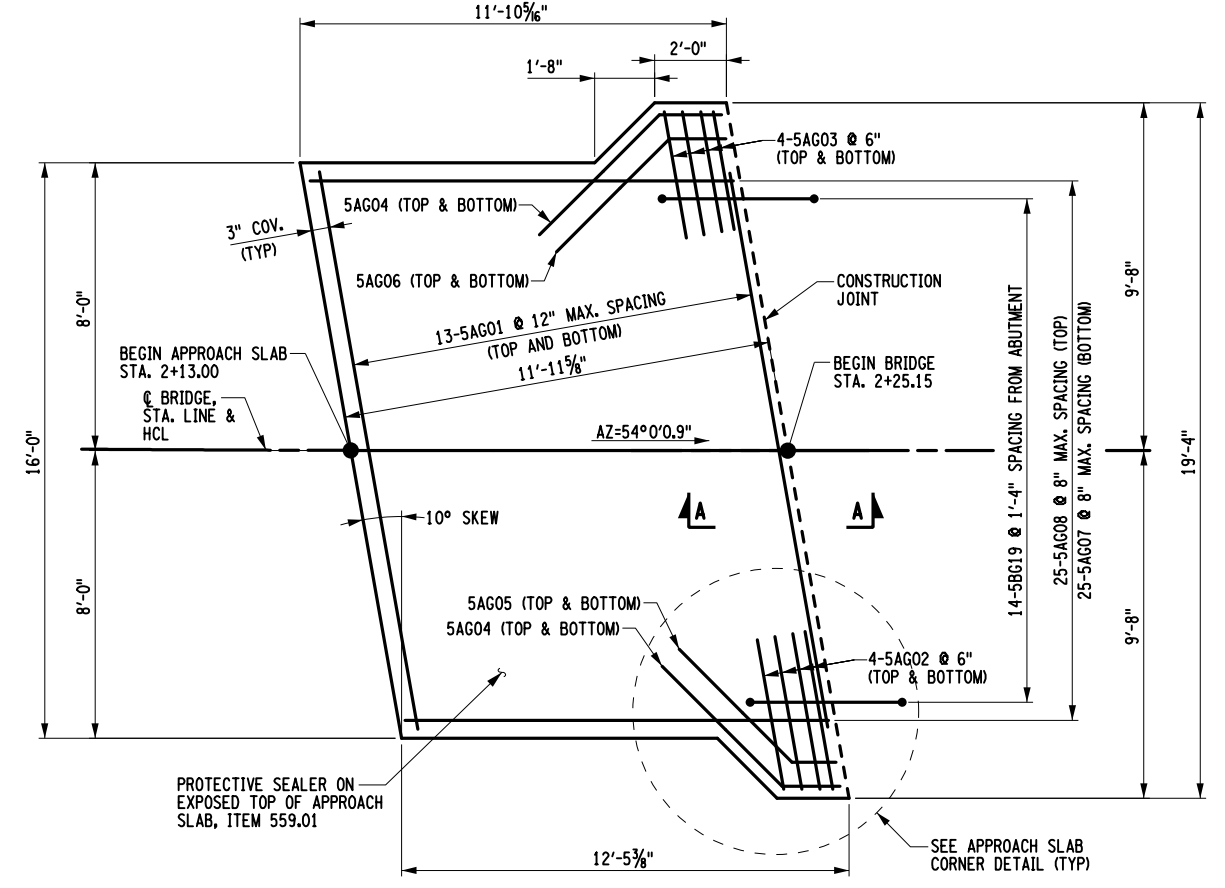 11'-10 5/16"
2'-0"
1'-8"
4-5AG03 @ 6"
(TOP & BOTTOM)
5AG04 (TOP & BOTTOM)
3" COV.
(TYP)
5AG06 (TOP & BOTTOM)
CONSTRUCTION
JOINT
13-5AG01 @ 12" MAX. SPACING
(TOP AND BOTTOM)
11'-11 5/8"
8'-0"
9'-8"
BEGIN APPROACH SLAB
STA. 2+13.00
BEGIN BRIDGE
STA. 2+25.15
℄ BRIDGE,
STA. LINE &
HCL
AZ=54°0'0.9"
16'-0"
19'-4"
14-5BG19 @ 1'-4" SPACING FROM ABUTMENT
25-5AG08 @ 8" MAX. SPACING (TOP)
25-5AG07 @ 8" MAX. SPACING (BOTTOM)
A
A
10° SKEW
8'-0"
9'-8"
5AG05 (TOP & BOTTOM)
5AG04 (TOP & BOTTOM)
4-5AG02 @ 6"
(TOP & BOTTOM)
PROTECTIVE SEALER ON
EXPOSED TOP OF APPROACH
SLAB, ITEM 559.01
SEE APPROACH SLAB
CORNER DETAIL (TYP)
12'-5 3/8"